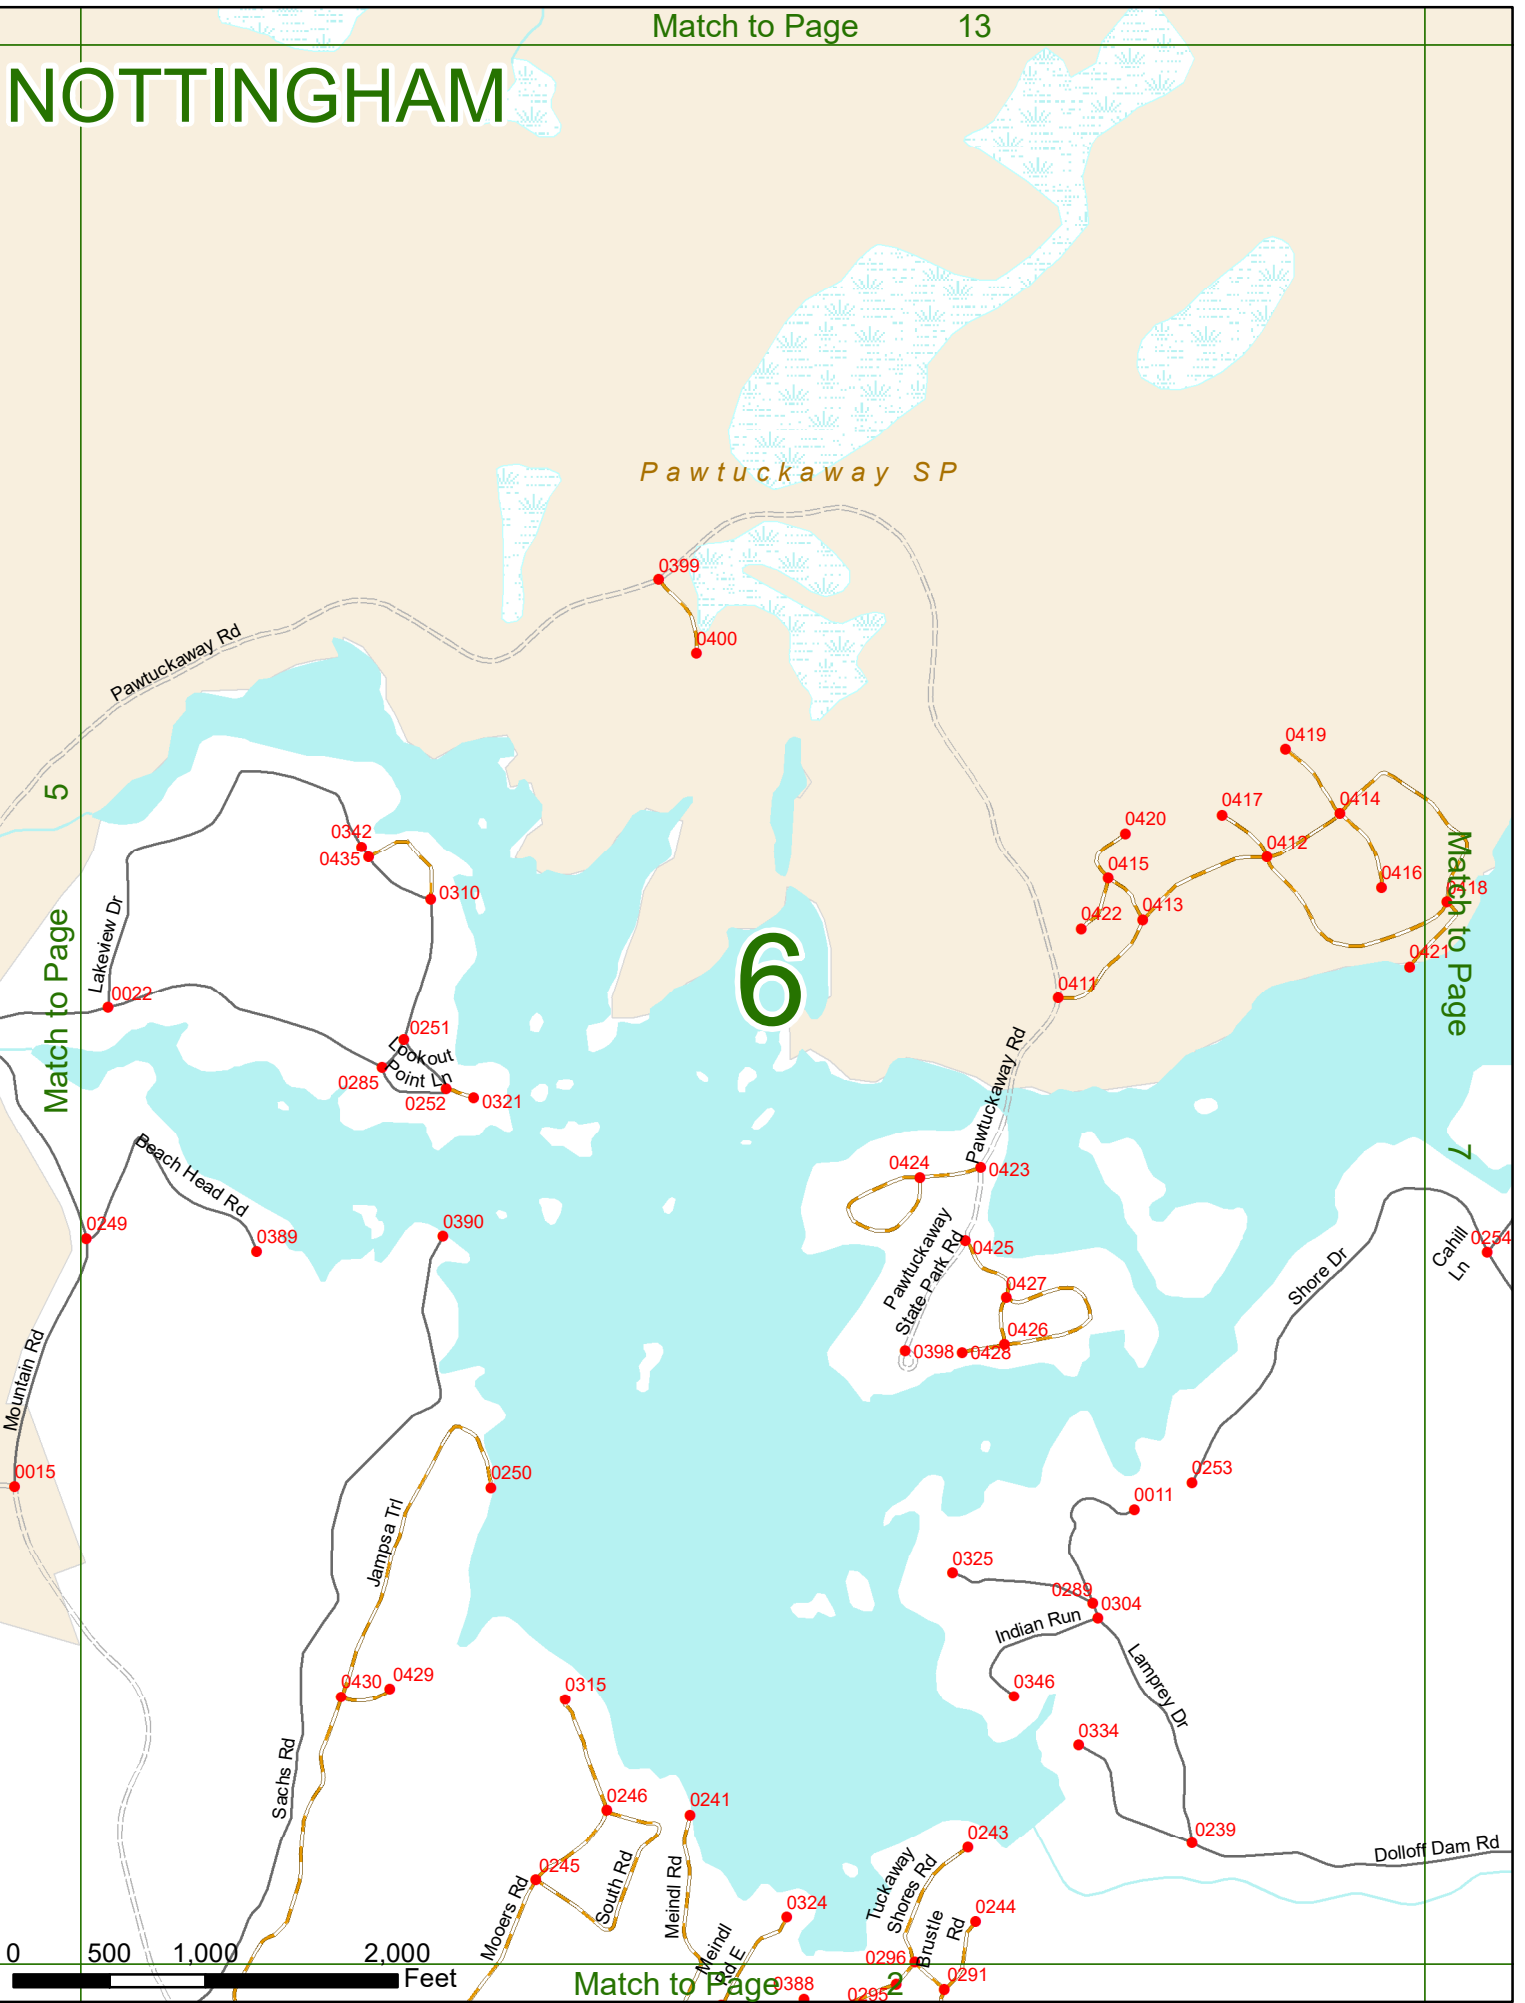 Match to Page 13
NOTTINGHAM
Pawtuckaway SP
0399
0400
Pawtuckaway Rd
0419
5
0414
0417
0420
0342
0435
0412
Match to Page
0415
0416
0418
0310
0422
0413
Lakeview Dr
Match to Page
6
0421
0022
0411
0251
Lookout
Point Ln
0285
0252
0321
Pawtuckaway Rd
Beach Head Rd
7
0424
0423
0249
0389
0390
Pawtuckaway
State Park Rd
0425
Cahill
Ln
0254
Shore Dr
0427
0426
0398
0428
Mountain Rd
0015
0250
0253
0011
Jampsa Trl
0325
0289
0304
Indian Run
Lamprey Dr
0430
0429
0315
0346
0334
Sachs Rd
0246
0241
0243
0239
Dolloff Dam Rd
0245
South Rd
Meindl Rd
Tuckaway
Shores Rd
Mooers Rd
0324
0244
Meindl
Rd E
Brustle
Rd
0296
0 500 1,000 2,000
Feet
0291
0295
0388
Match to Page 2